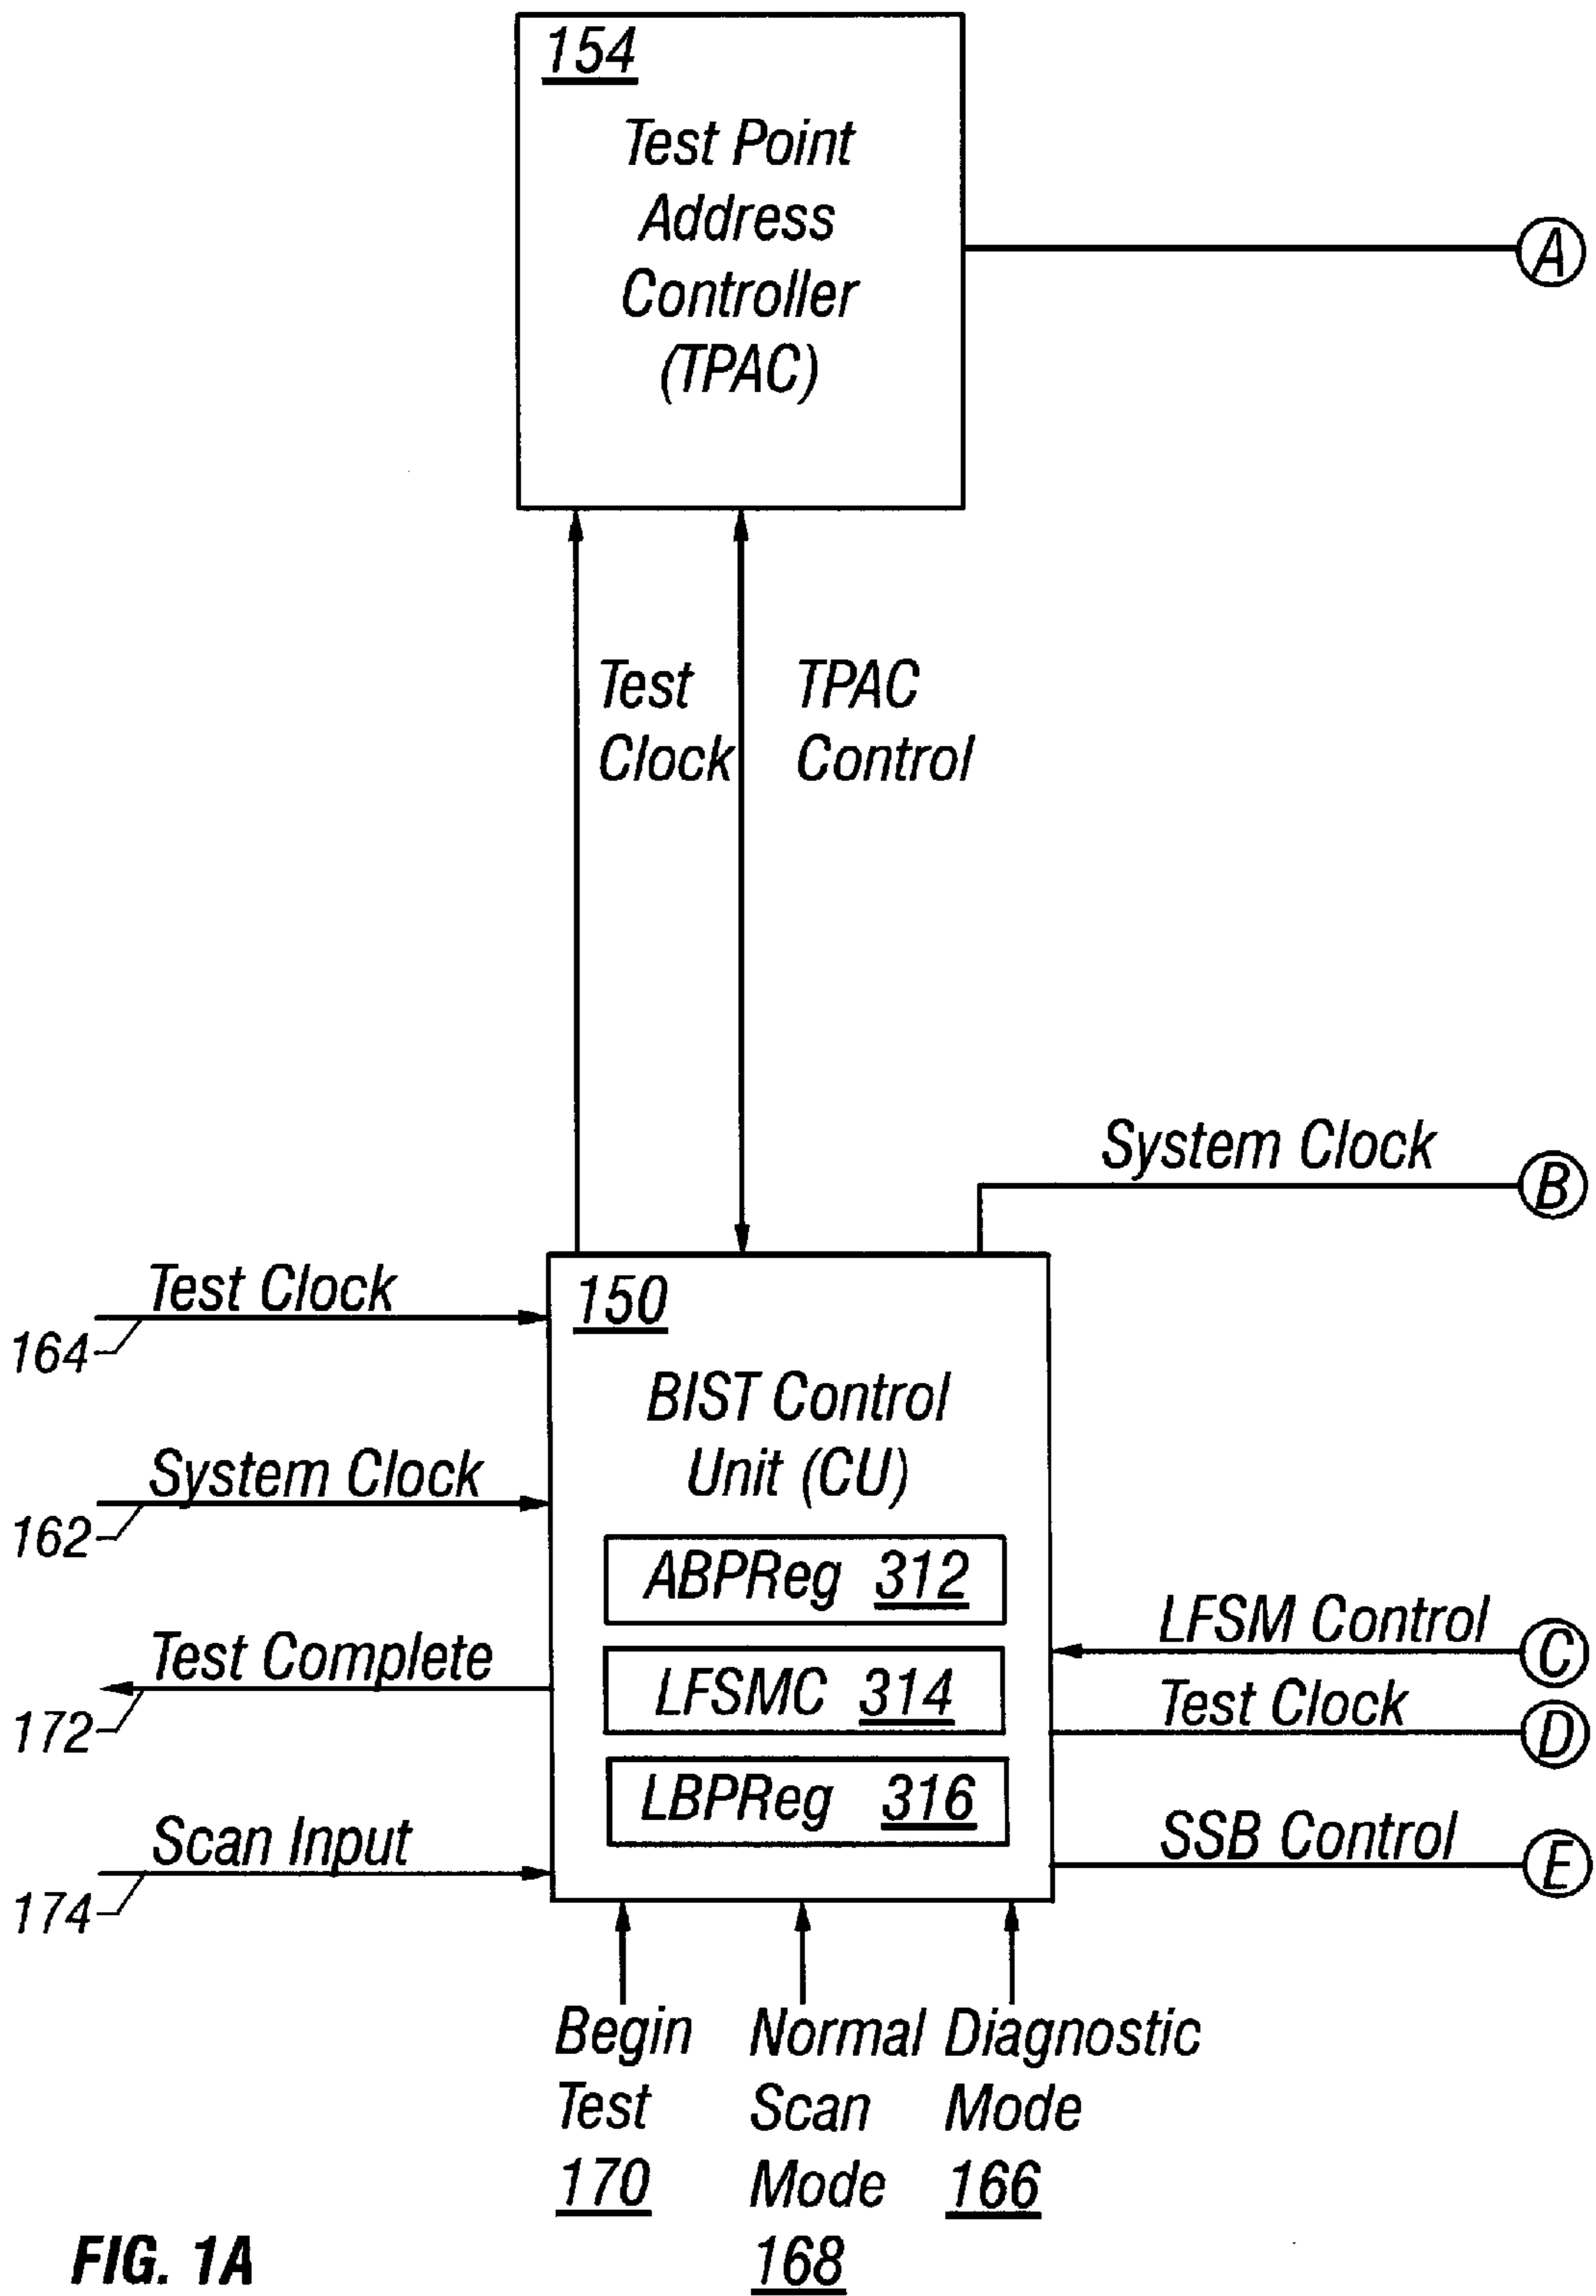 154
Test Point
Address
Controller
(TPAC)
A
Test
Clock
TPAC
Control
System Clock
B
Test Clock
164
150
BIST Control
Unit (CU)
System Clock
162
ABPReg 312
LFSM Control
C
Test Complete
172
LFSMC 314
Test Clock
D
LBPReg 316
Scan Input
174
SSB Control
E
Begin
Test
170
Normal
Scan
Mode
168
Diagnostic
Mode
166
FIG. 1A